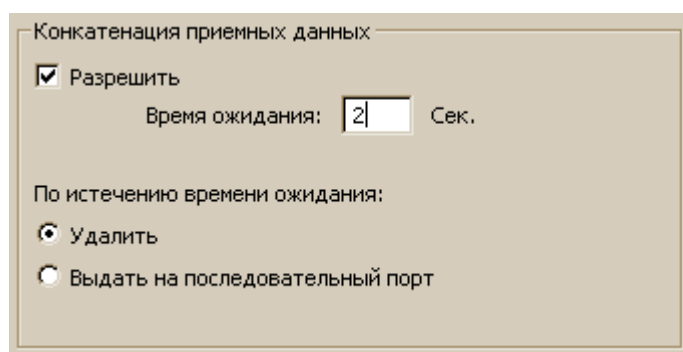 Конкатенация приемных данных
Разрешить
Время ожидания: 2 Сек.
По истечению времени ожидания:
Удалить
Выдать на последовательный порт